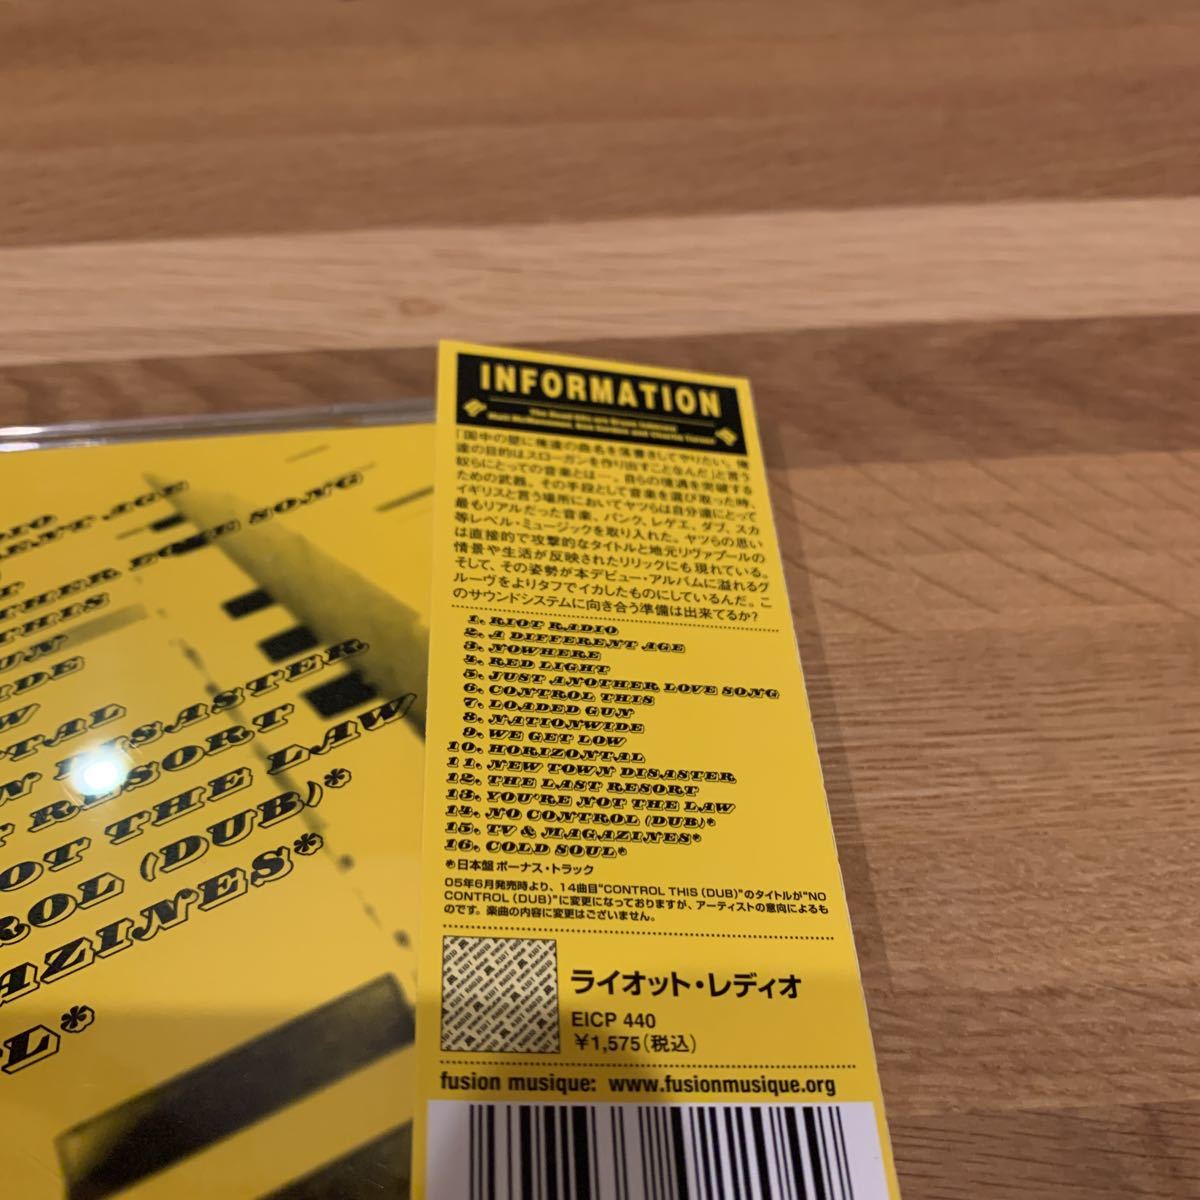 INFORMATION
「国中の壁に俺達の曲名を落書きしてやりたい。俺
達の目的はスローガンを作り出すことなんだ」と言う
奴らにとっての音楽とは―。自らの境遇を突破する
ための武器。その手段として音楽を選び取った時、
イギリスと言う場所においてヤツらは自分達にとって
最もリアルだった音楽、パンク、レゲエ、ダブ、スカ
等レベル・ミュージックを取り入れた。ヤツらの思い
は直接的で攻撃的なタイトルと地元リヴァプールの
情景や生活が反映されたリリックにも現れている。
そして、その姿勢が本デビュー・アルバムに溢れるグ
ルーヴをよりタフでイカしたものにしているんだ。こ
のサウンドシステムに向き合う準備は出来てるか?
1. RIOT RADIO
2. A DIFFERENT AGE
3. NOWHERE
4. RED LIGHT
5. JUST ANOTHER LOVE SONG
6. CONTROL THIS
7. LOADED GUN
8. NATIONWIDE
9. WE GET LOW
10. HORIZONTAL
11. NEW TOWN DISASTER
12. THE LAST RESORT
13. YOU'RE NOT THE LAW
14. NO CONTROL (DUB)*
15. TV & MAGAZINES*
16. COLD SOUL*
*日本盤ボーナス・トラック
05年6月発売時より、14曲目"CONTROL THIS (DUB)"のタイトルが"NO
CONTROL (DUB)"に変更になっておりますが、アーティストの意向によるも
のです。楽曲の内容に変更はございません。
ライオット・レディオ
EICP 440
¥1,575(税込)
fusion musique: www.fusionmusique.org